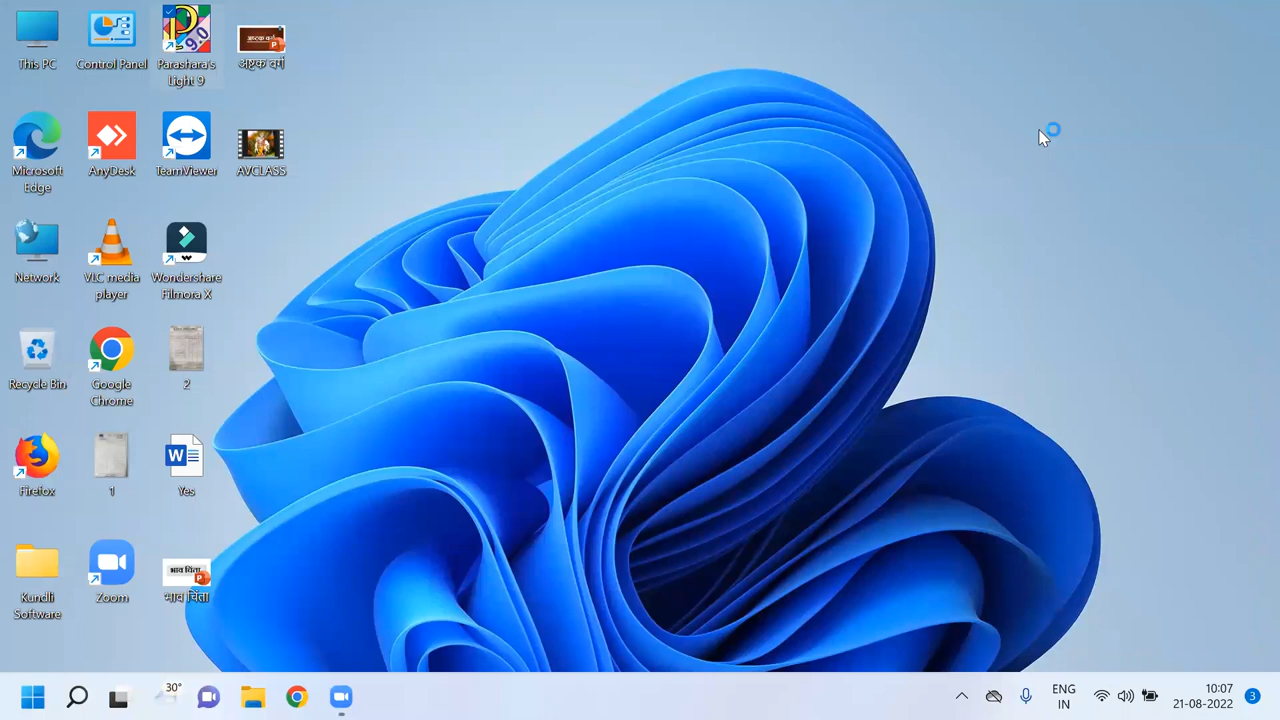 This PC
Control Panel
Parashara's
Light 9
अष्टक वर्ग
Microsoft
Edge
AnyDesk
TeamViewer
AVCLASS
Network
VLC media
player
Wondershare
Filmora X
Recycle Bin
Google
Chrome
2
Firefox
1
Yes
Kundli
Software
Zoom
भाव चिंता
30°
ENG
IN
10:07
21-08-2022
3